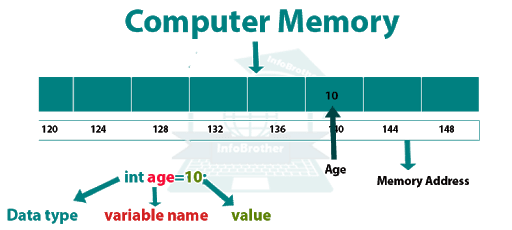 Computer Memory
InfoBrother
10
120 124 128 132 136 140 144 148
InfoBrother
Age
Memory Address
int age=10;
Data type variable name value